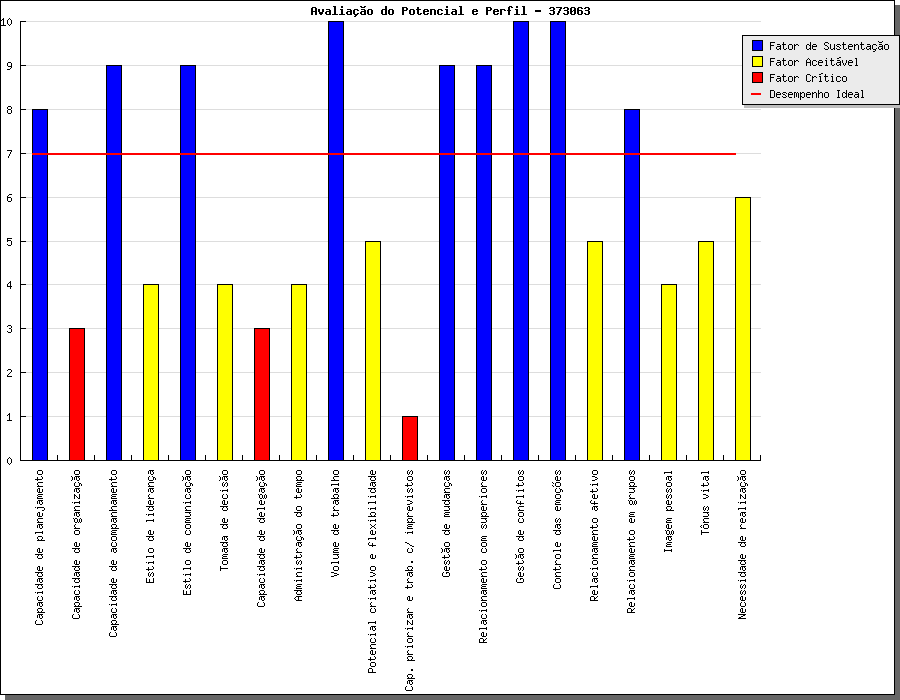 Avaliação do Potencial e Perfil - 373063
10
9
8
7
6
5
4
3
2
1
0
Fator de Sustentação
Fator Aceitável
Fator Crítico
Desempenho Ideal
Capacidade de planejamento
Capacidade de organização
Capacidade de acompanhamento
Estilo de liderança
Estilo de comunicação
Tomada de decisão
Capacidade de delegação
Administração do tempo
Volume de trabalho
Potencial criativo e flexibilidade
Cap. priorizar e trab. c/ imprevistos
Gestão de mudanças
Relacionamento com superiores
Gestão de conflitos
Controle das emoções
Relacionamento afetivo
Relacionamento em grupos
Imagem pessoal
Tônus vital
Necessidade de realização